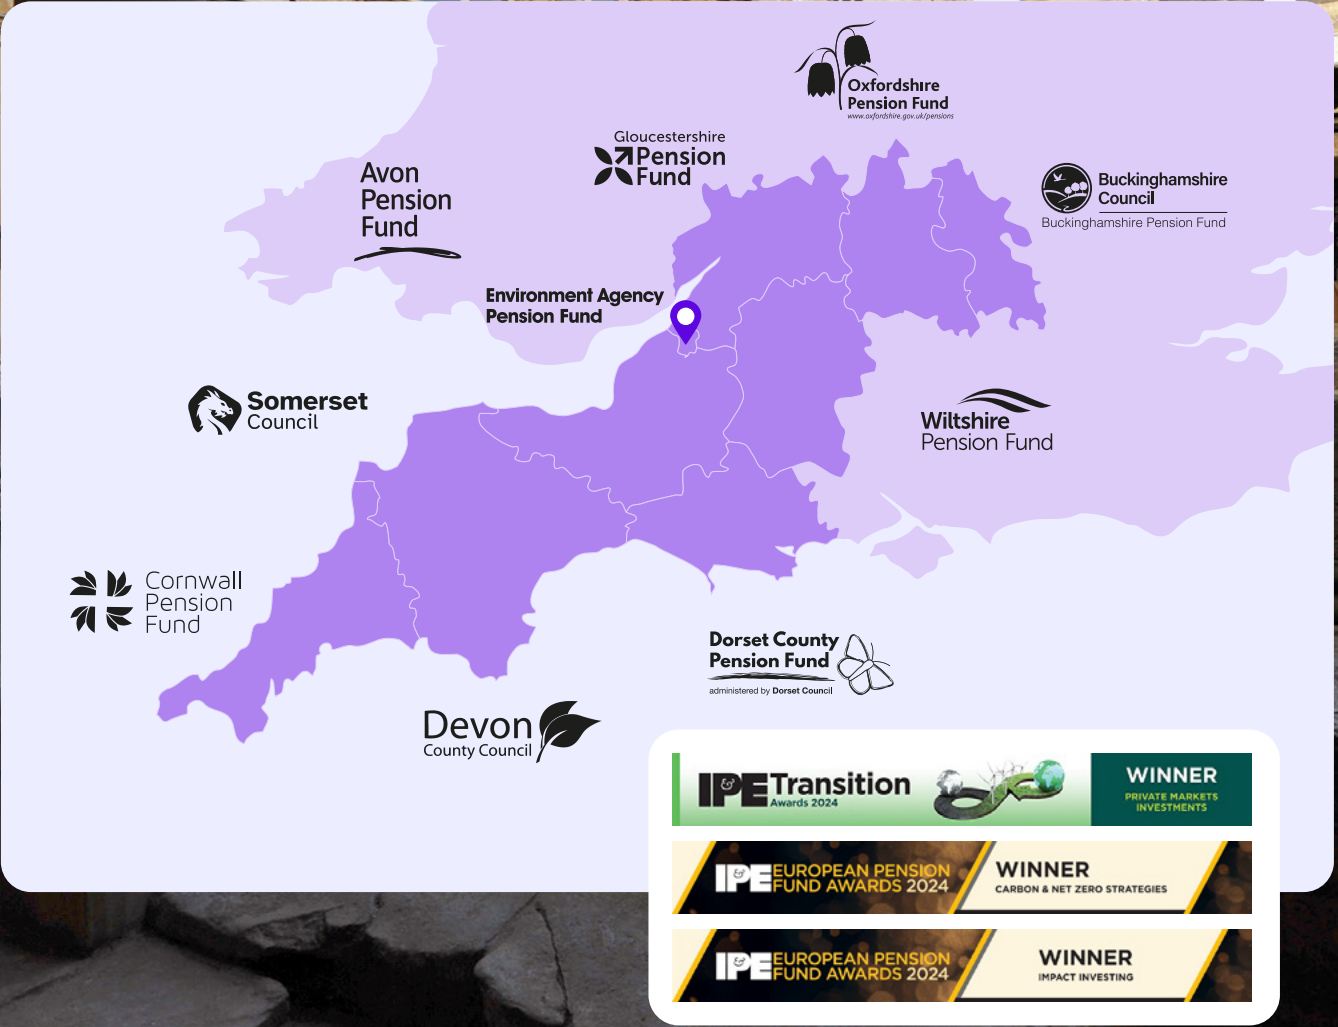 Oxfordshire
Pension Fund
www.oxfordshire.gov.uk/pensions
Gloucestershire
Pension
Fund
Avon
Pension
Fund
Buckinghamshire
Council
Buckinghamshire Pension Fund
Environment Agency
Pension Fund
Somerset
Council
Wiltshire
Pension Fund
Cornwall
Pension
Fund
Dorset County
Pension Fund
administered by Dorset Council
Devon
County Council
IP&E Transition
Awards 2024
WINNER
PRIVATE MARKETS
INVESTMENTS
IP&E EUROPEAN PENSION
FUND AWARDS 2024
WINNER
CARBON & NET ZERO STRATEGIES
IP&E EUROPEAN PENSION
FUND AWARDS 2024
WINNER
IMPACT INVESTING